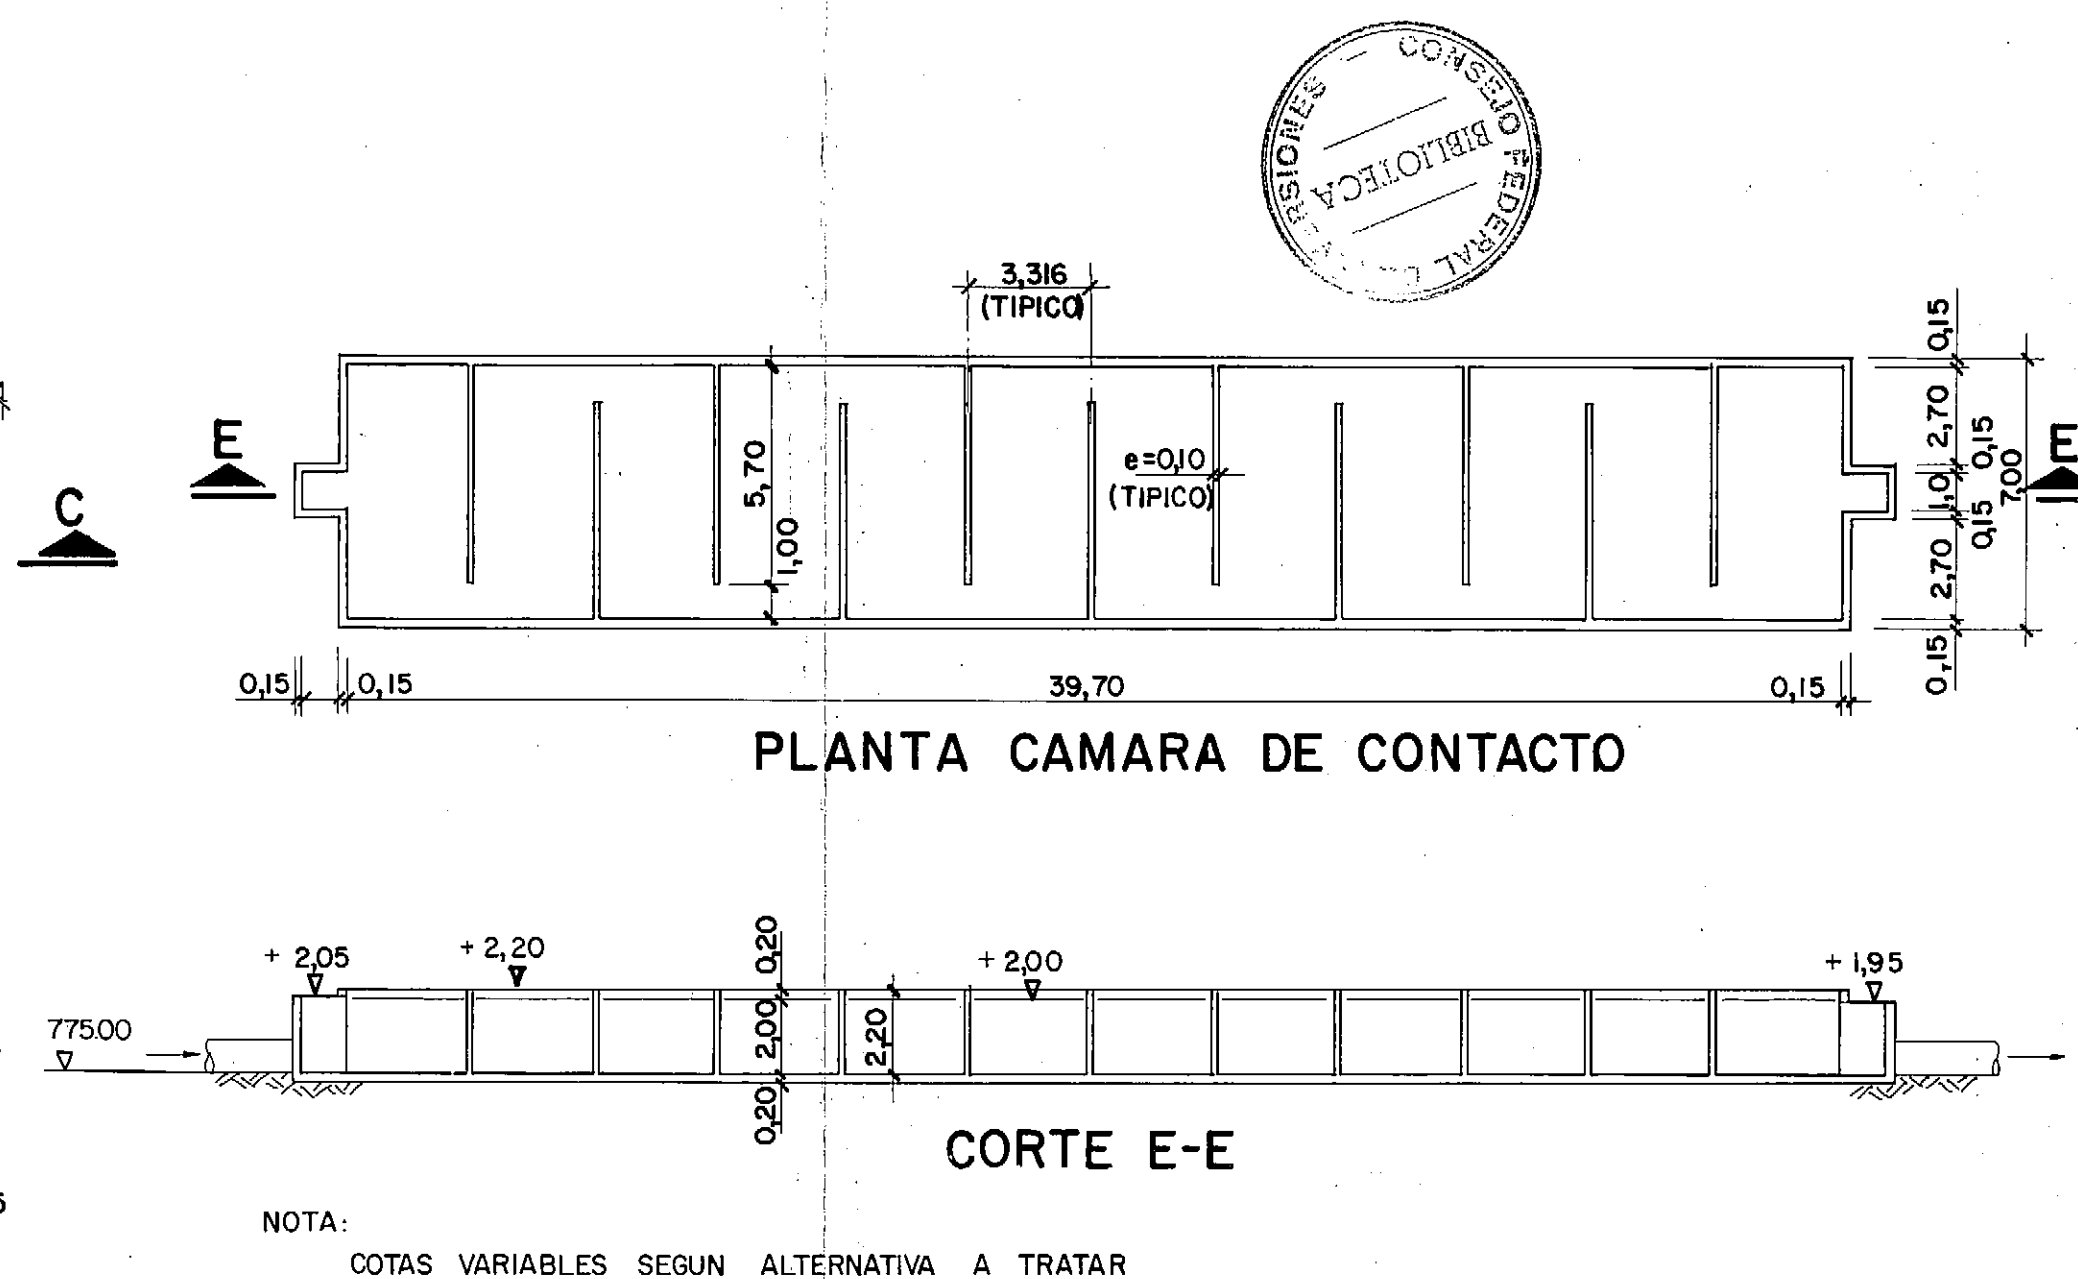 CONSEJO FEDERAL
BIBLIOTECA
3,316
(TIPICO)
0,15
2,70
0,15
1,0
7,00
0,15
2,70
0,15
E
E
C
5,70
1,00
e=0,10
(TIPICO)
0,15
0,15
39,70
0,15
PLANTA CAMARA DE CONTACTO
+ 2,05
+ 2,20
0,20
+ 2,00
+ 1,95
775.00
2,00
2,20
0,20
CORTE E-E
NOTA:
COTAS VARIABLES SEGUN ALTERNATIVA A TRATAR